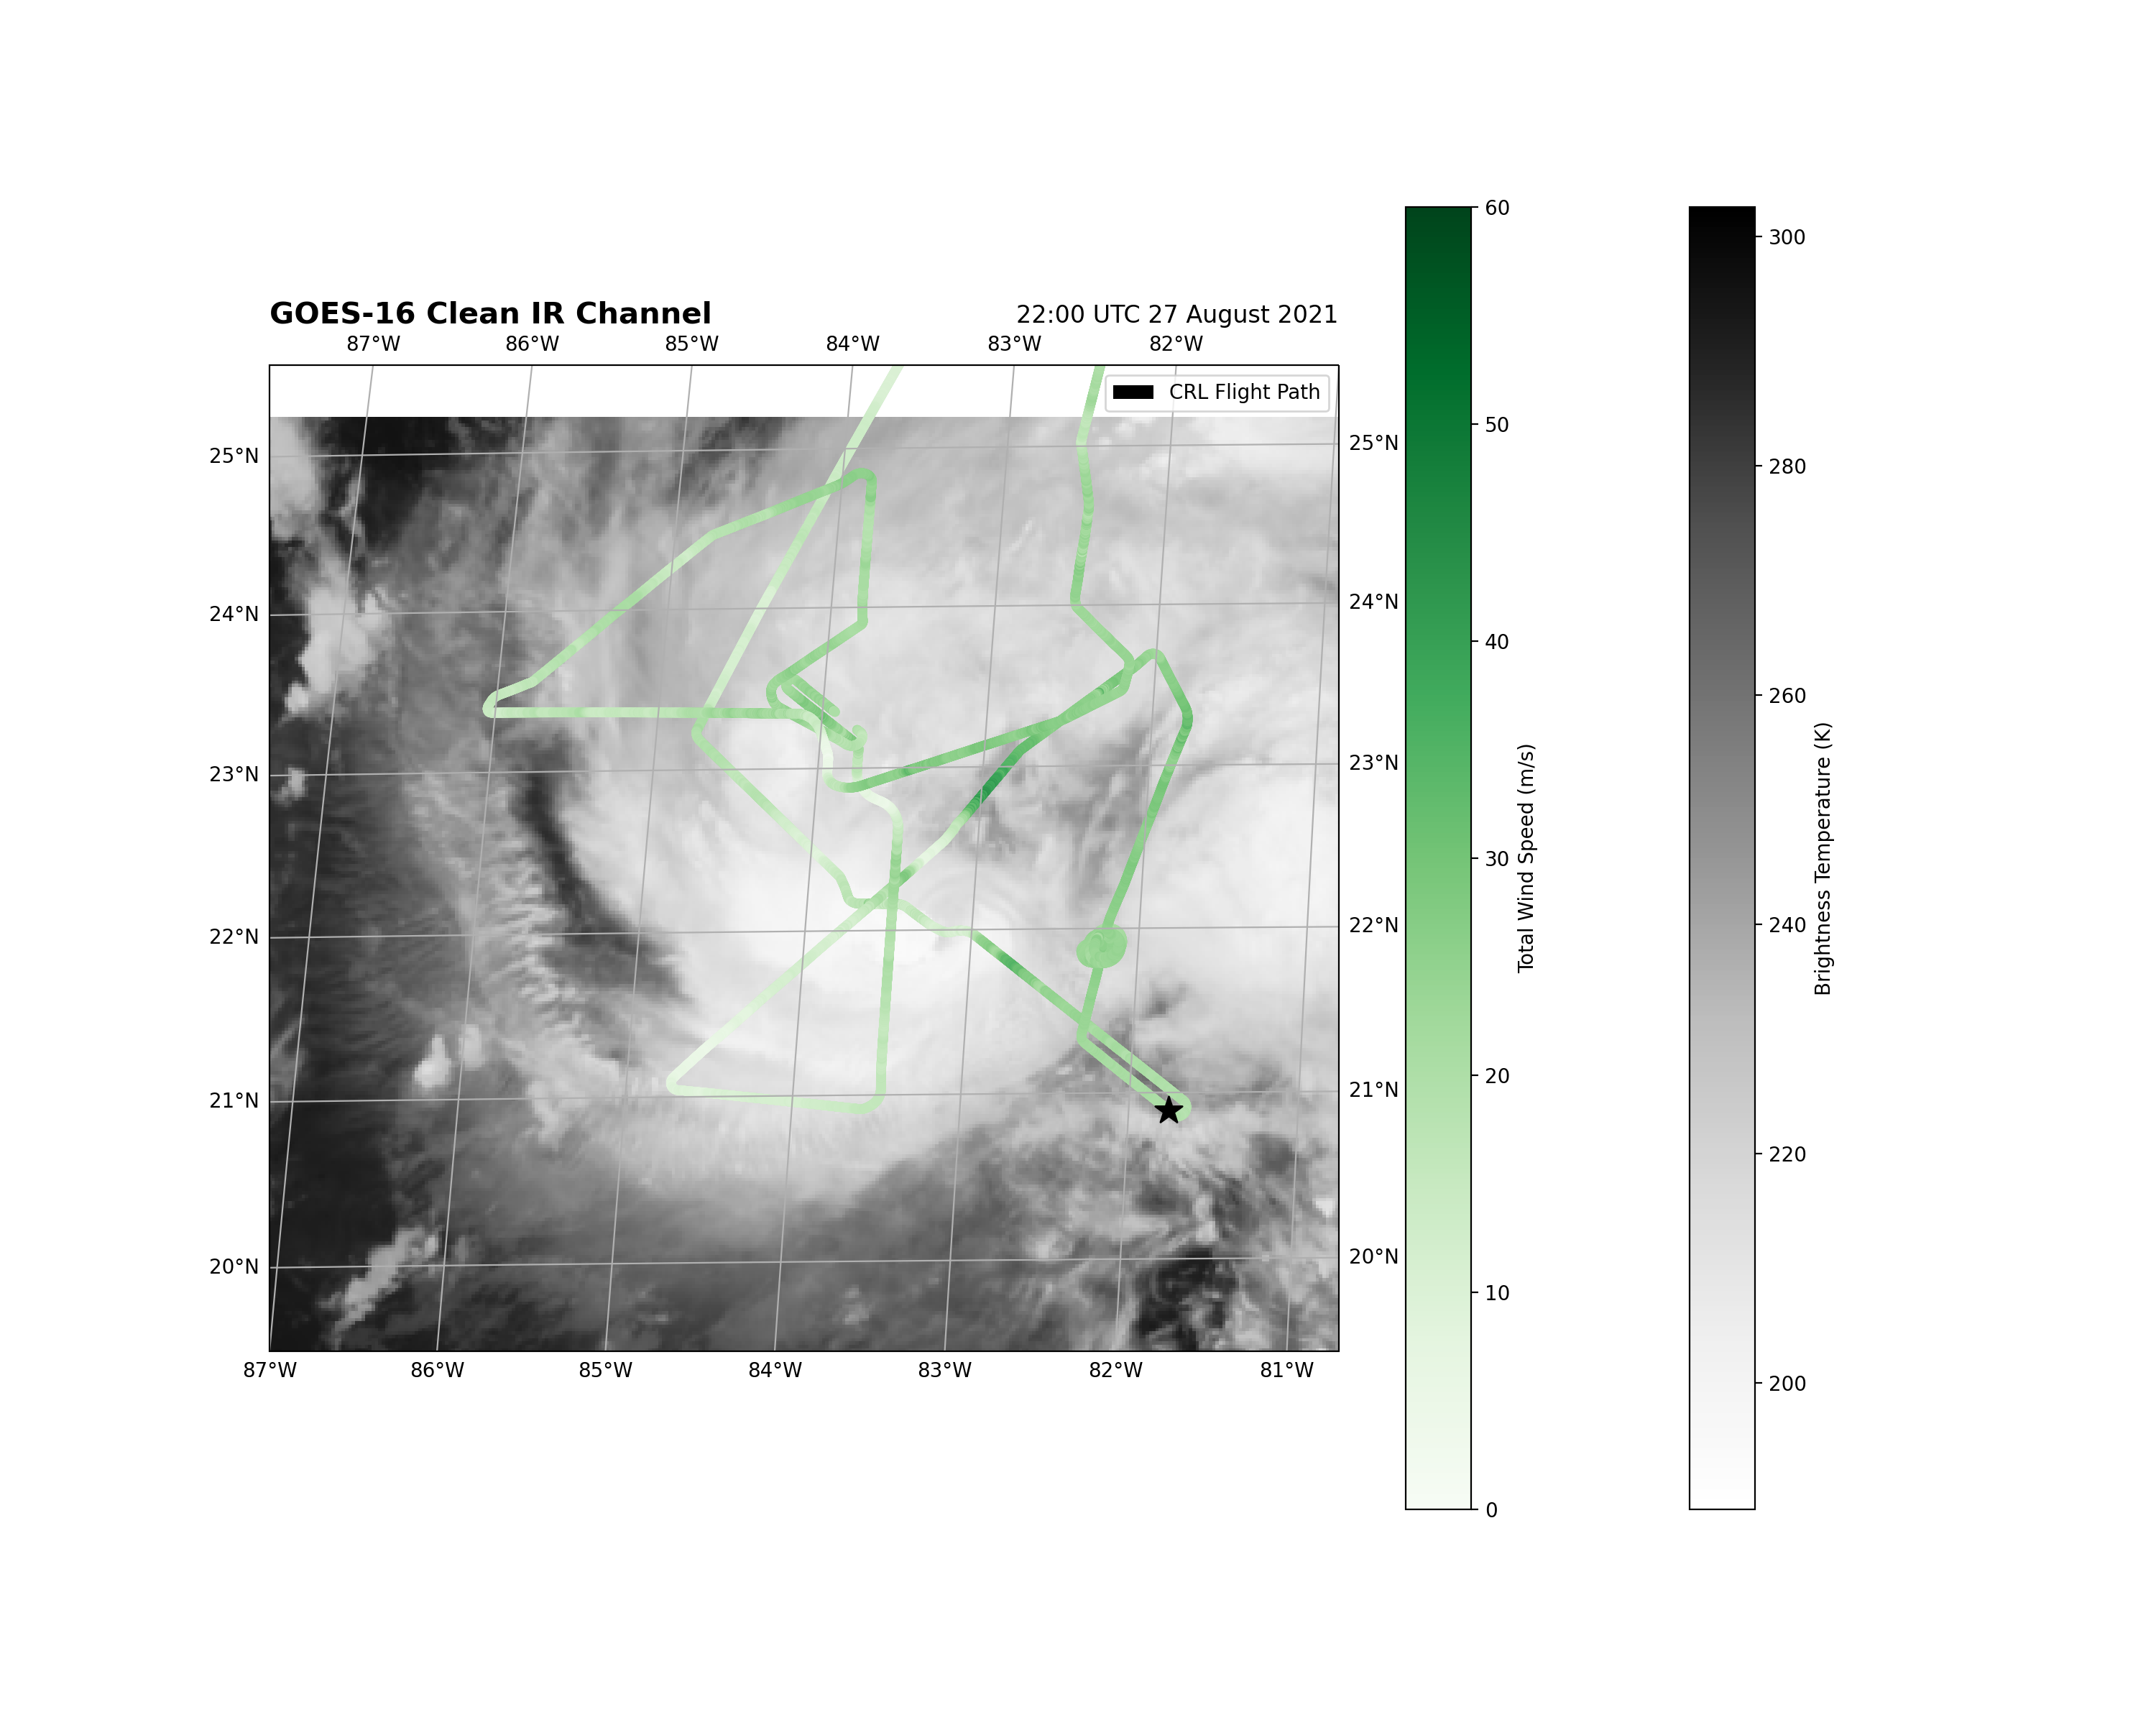 GOES-16 Clean IR Channel
22:00 UTC 27 August 2021
87°W 86°W 85°W 84°W 83°W 82°W
CRL Flight Path
25°N 25°N
24°N 24°N
23°N 23°N
22°N 22°N
21°N 21°N
20°N 20°N
87°W 86°W 85°W 84°W 83°W 82°W 81°W
60
50
40
30
20
10
0
Total Wind Speed (m/s)
300
280
260
240
220
200
Brightness Temperature (K)